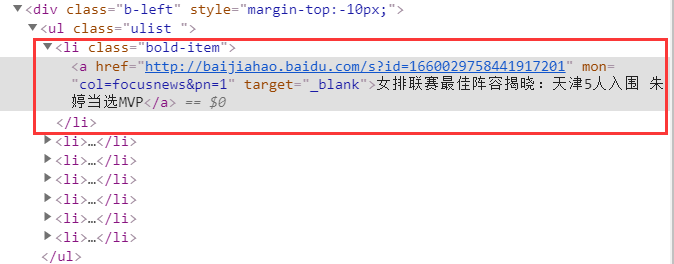 ▼<div class="b-left" style="margin-top:-10px;">
▼<ul class="ulist ">
▼<li class="bold-item">
<a href="http://baijiahao.baidu.com/s?id=1660029758441917201" mon=
"col=focusnews&pn=1" target="_blank">女排联赛最佳阵容揭晓：天津5人入围 朱
婷当选MVP</a> == $0
</li>
▶<li>…</li>
▶<li>…</li>
▶<li>…</li>
▶<li>…</li>
▶<li>…</li>
▶<li>…</li>
</ul>